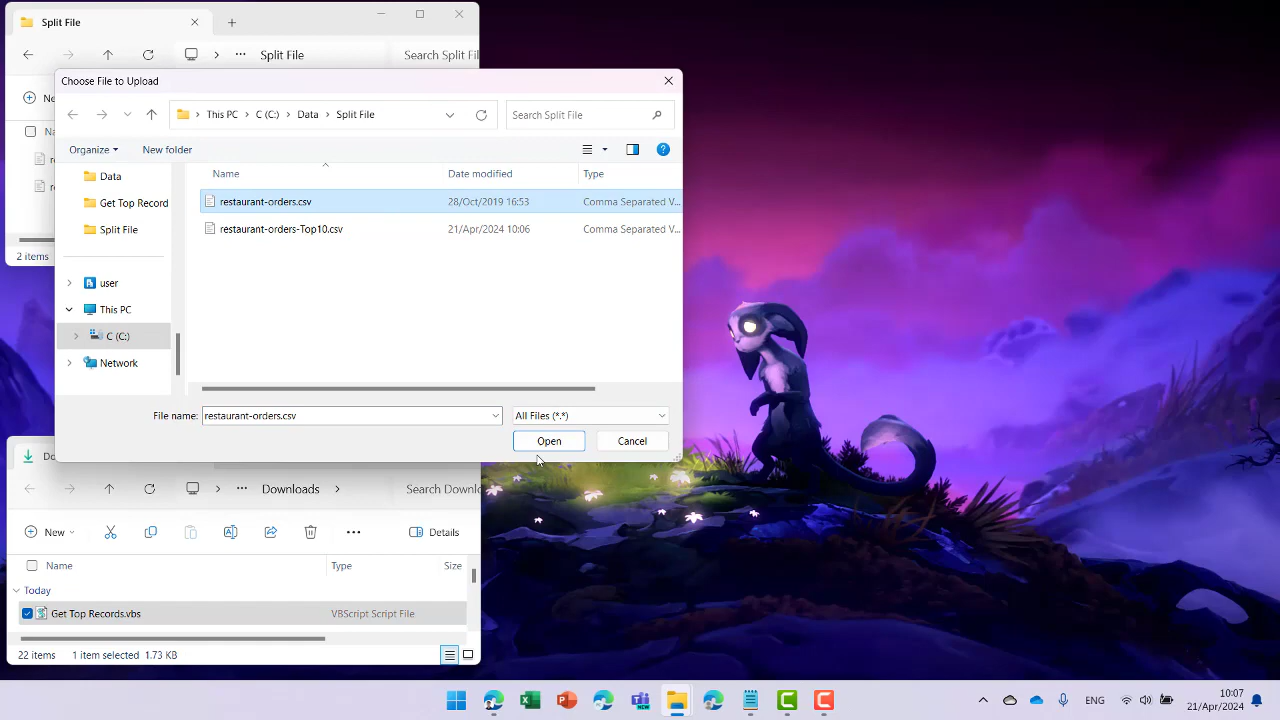 Split File
Split File
Search Split Fil
Choose File to Upload
This PC
C (C:)
Data
Split File
Search Split File
Organize
New folder
Data
Get Top Record
Split File
user
This PC
C (C:)
Network
Name
Date modified
Type
restaurant-orders.csv
28/Oct/2019 16:53
Comma Separated V...
restaurant-orders-Top10.csv
21/Apr/2024 10:06
Comma Separated V...
File name:
restaurant-orders.csv
All Files (*.*)
Open
Cancel
2 items
Downloads
Search Downlo
New
Details
Name
Type
Size
Today
Get Top Records.vbs
VBScript Script File
22 items
1 item selected 1.73 KB
ENG
10:07
21/Apr/2024